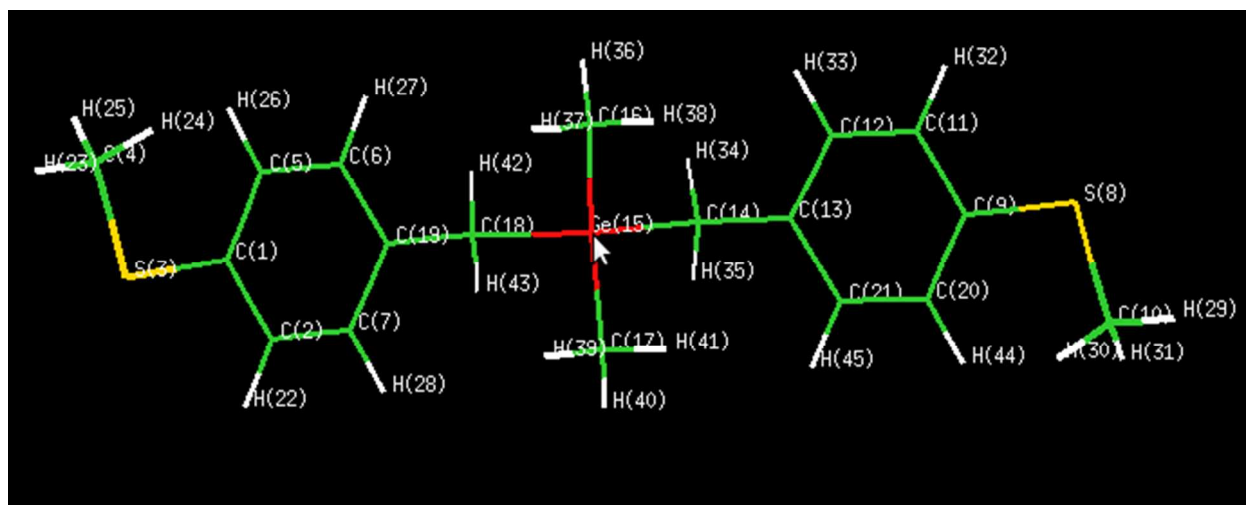 H(36)
H(32)
H(33)
H(27)
H(26)
H(25)
H(24)
H(37)
C(16)
H(38)
C(12)
C(11)
H(23)
C(4)
C(5)
C(6)
H(42)
H(34)
S(8)
C(19)
C(18)
Ge(15)
C(14)
C(13)
C(9)
C(1)
S(3)
H(43)
H(35)
C(21)
C(20)
C(2)
C(7)
C(10)
H(29)
H(39)
C(17)
H(41)
H(30)
H(31)
H(22)
H(28)
H(40)
H(45)
H(44)